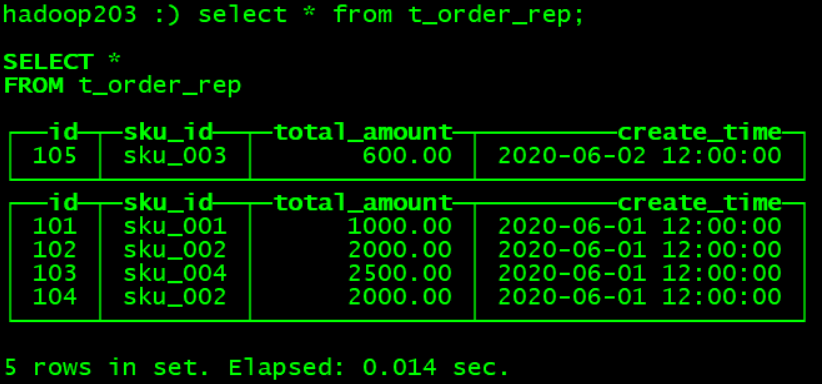 hadoop203 :) select * from t_order_rep;
SELECT *
FROM t_order_rep
id sku_id total_amount create_time
105 sku_003 600.00 2020-06-02 12:00:00
id sku_id total_amount create_time
101 sku_001 1000.00 2020-06-01 12:00:00
102 sku_002 2000.00 2020-06-01 12:00:00
103 sku_004 2500.00 2020-06-01 12:00:00
104 sku_002 2000.00 2020-06-01 12:00:00
5 rows in set. Elapsed: 0.014 sec.